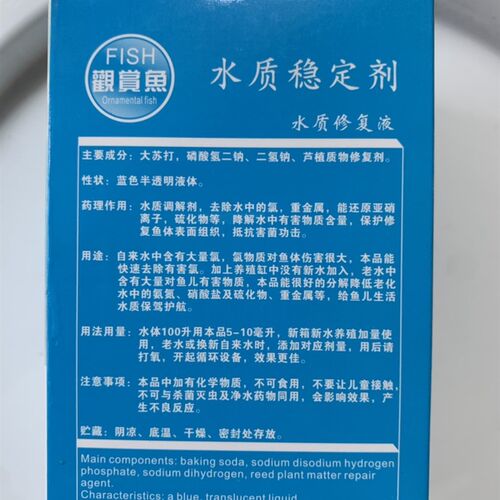 FISH
觀賞魚
Ornamental fish
水质稳定剂
水质修复液
主要成分：大苏打，磷酸氢二钠、二氢钠、芦植质物修复剂。
性状：蓝色半透明液体。
药理作用：水质调解剂，去除水中的氯，重金属，能还原亚硝
离子，硫化物等，降解水中有害物质含量，保护修
复鱼体表面组织，抵抗害菌功击。
用途：自来水中含有大量氯，氯物质对鱼体伤害很大，本品能
快速去除有害氯。加上养殖缸中没有新水加入，老水中
含有大量对鱼儿有害物质，本品能很好的分解降低老化
水中的氨氮、硝酸盐及硫化物、重属等，给鱼儿生活
水质保驾护航。
用法用量：水体100升用本品5-10毫升，新箱新水养殖加量使
用，老水或换新自来水时，添加对应剂量，用后请
打氧，开起循环设备，效果更佳。
注意事项：本品中加有化学物质，不可食用，不要让儿童接触，
不可与杀菌灭虫及净水药物同用，会影响效果，产
生不良反应。
贮藏：阴凉、底温、干燥、密封处存放。
Main components: baking soda, sodium disodium hydrogen
phosphate, sodium dihydrogen, reed plant matter repair
agent.
Characteristics: a blue, translucent liquid